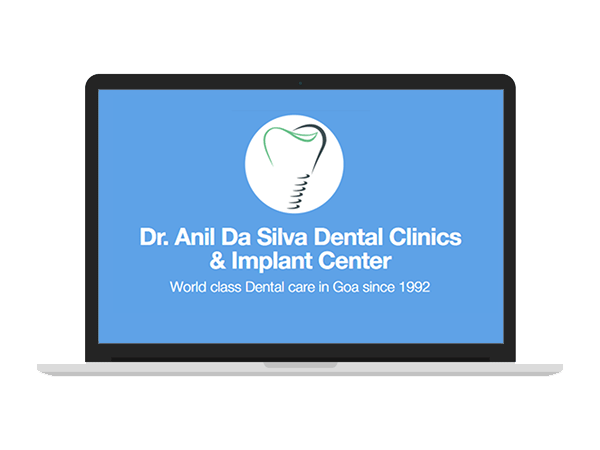 Dr. Anil Da Silva Dental Clinics
& Implant Center
World class Dental care in Goa since 1992